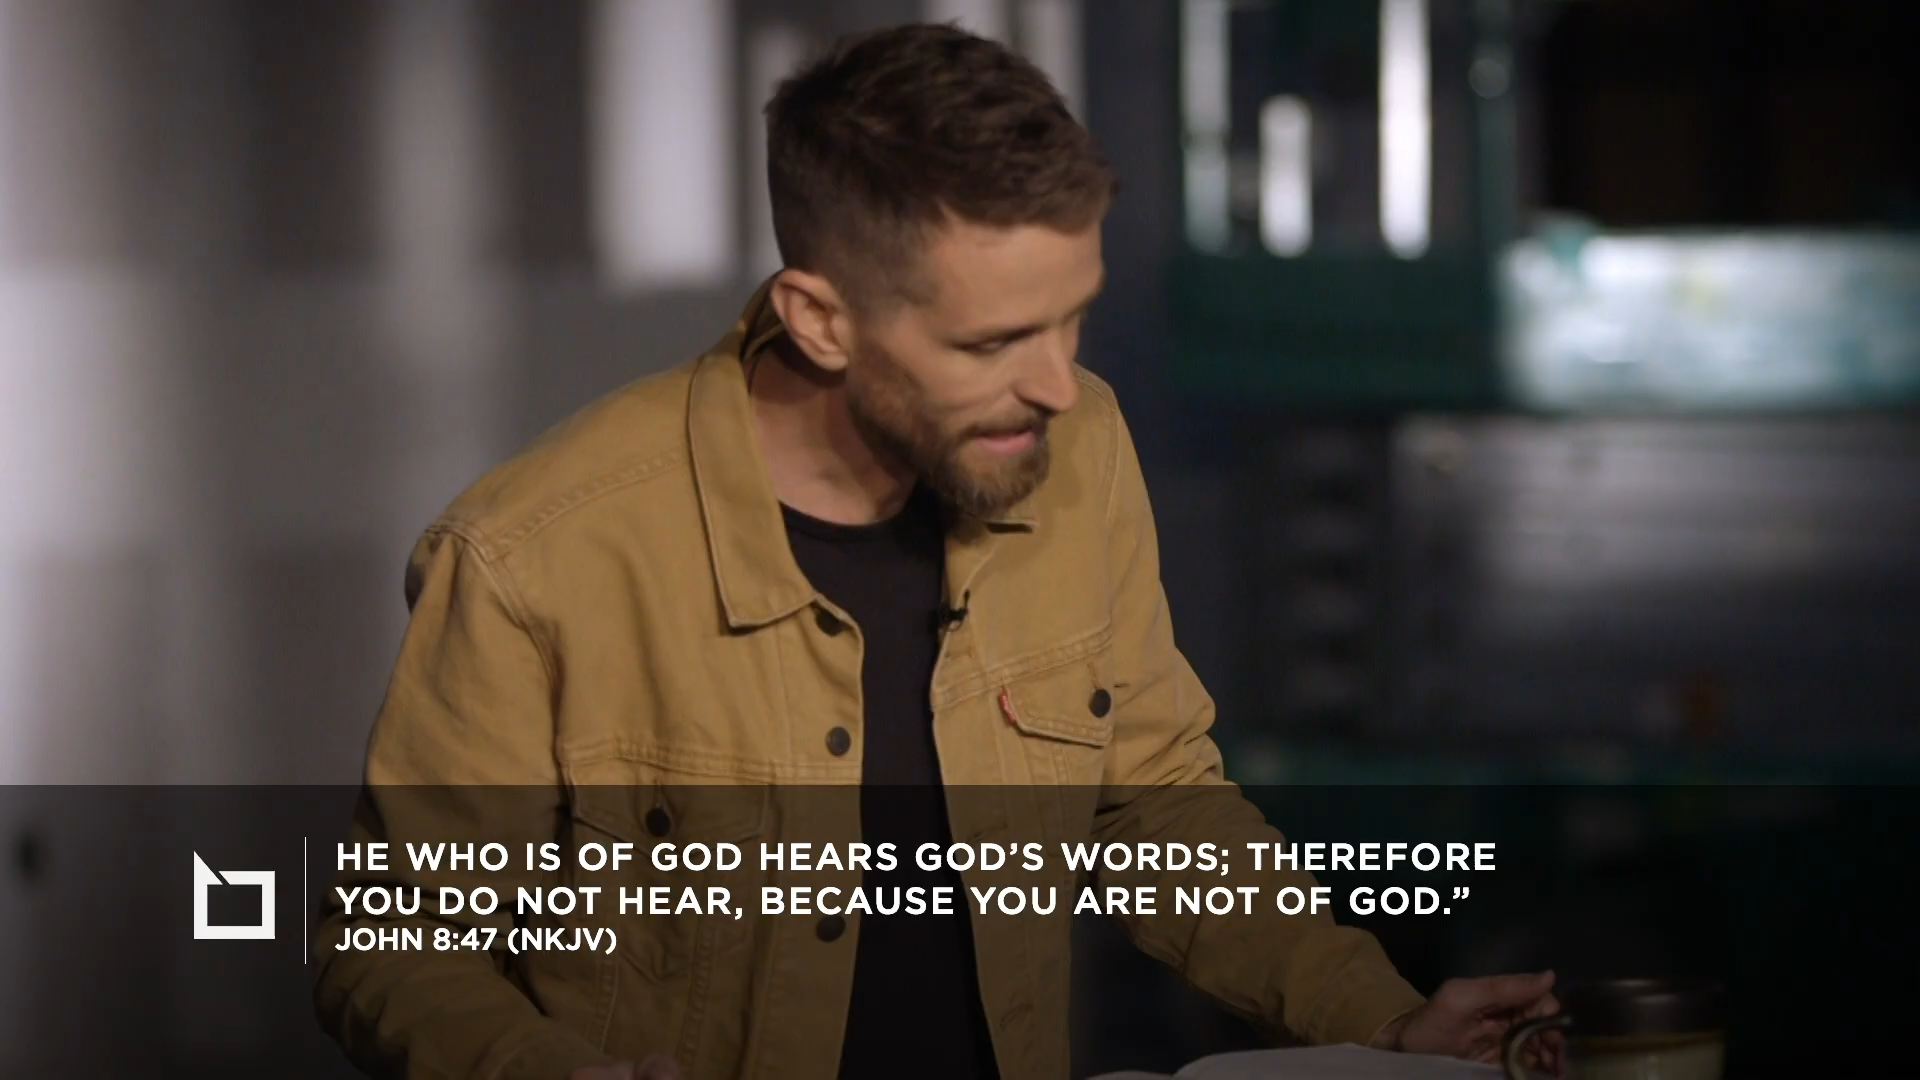 HE WHO IS OF GOD HEARS GOD’S WORDS; THEREFORE
YOU DO NOT HEAR, BECAUSE YOU ARE NOT OF GOD.”
JOHN 8:47 (NKJV)